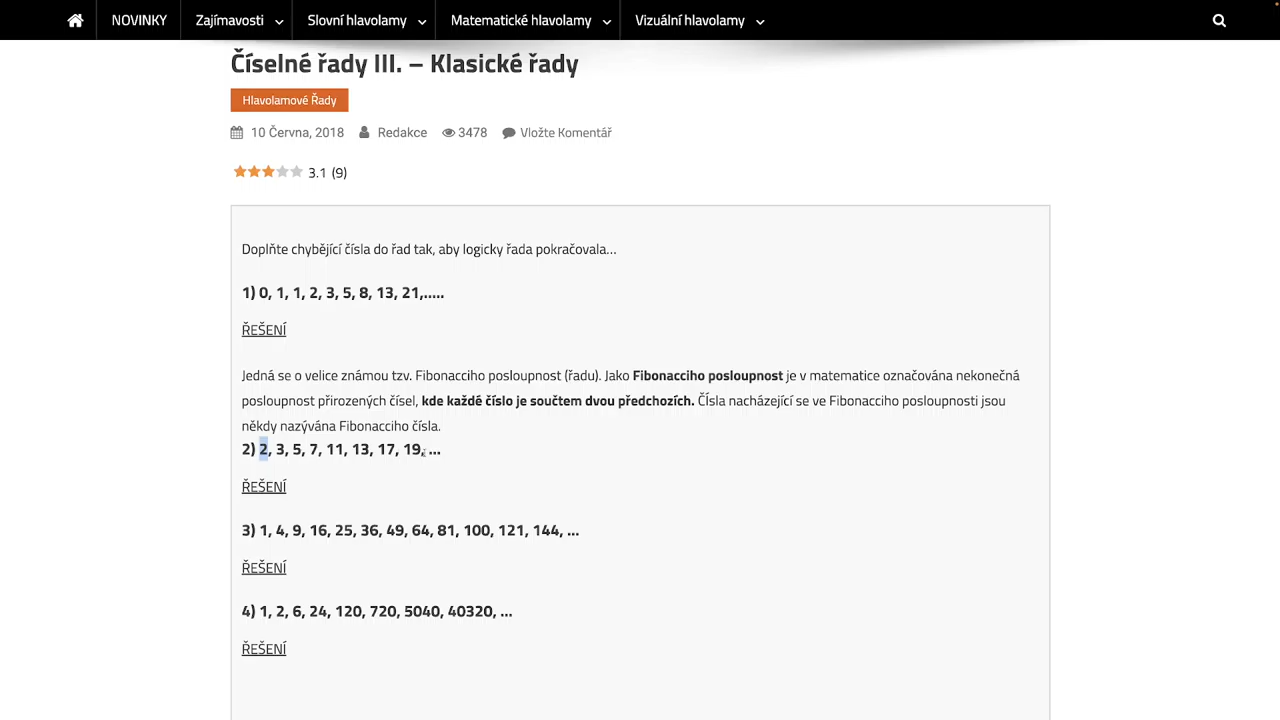 NOVINKY Zajímavosti Slovní hlavolamy Matematické hlavolamy Vizuální hlavolamy
Číselné řady III. – Klasické řady
Hlavolamové Řady
10 Června, 2018 Redakce 3478 Vložte Komentář
3.1 (9)
Doplňte chybějící čísla do řad tak, aby logicky řada pokračovala...
1) 0, 1, 1, 2, 3, 5, 8, 13, 21,.....
ŘEŠENÍ
Jedná se o velice známou tzv. Fibonacciho posloupnost (řadu). Jako Fibonacciho posloupnost je v matematice označována nekonečná
posloupnost přirozených čísel, kde každé číslo je součtem dvou předchozích. Čísla nacházející se ve Fibonacciho posloupnosti jsou
někdy nazývána Fibonacciho čísla.
2) 2, 3, 5, 7, 11, 13, 17, 19, ...
ŘEŠENÍ
3) 1, 4, 9, 16, 25, 36, 49, 64, 81, 100, 121, 144, ...
ŘEŠENÍ
4) 1, 2, 6, 24, 120, 720, 5040, 40320, ...
ŘEŠENÍ